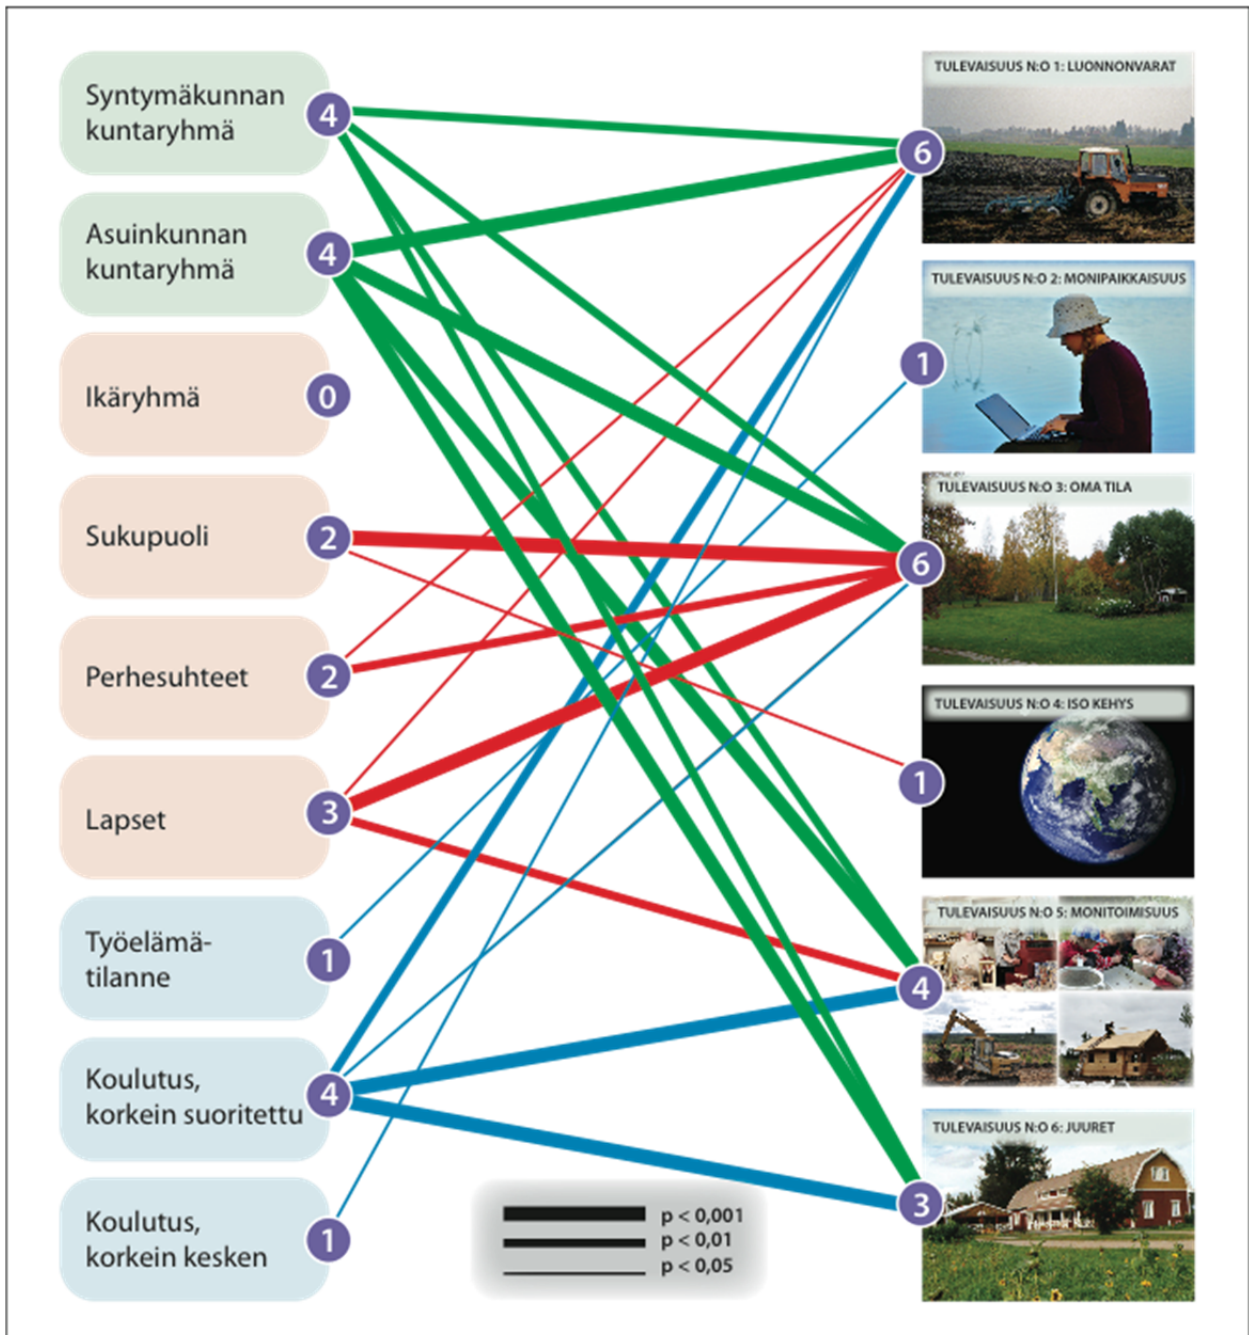 Syntymäkunnan
kuntaryhmä
4
Asuinkunnan
kuntaryhmä
4
Ikäryhmä
0
Sukupuoli
2
Perhesuhteet
2
Lapset
3
Työelämä-
tilanne
1
Koulutus,
korkein suoritettu
4
Koulutus,
korkein kesken
1
TULEVAISUUS N:O 1: LUONNONVARAT
6
TULEVAISUUS N:O 2: MONIPAIKKAISUUS
1
TULEVAISUUS N:O 3: OMA TILA
6
TULEVAISUUS N:O 4: ISO KEHYS
1
TULEVAISUUS N:O 5: MONITOIMISUUS
4
TULEVAISUUS N:O 6: JUURET
3
p < 0,001
p < 0,01
p < 0,05